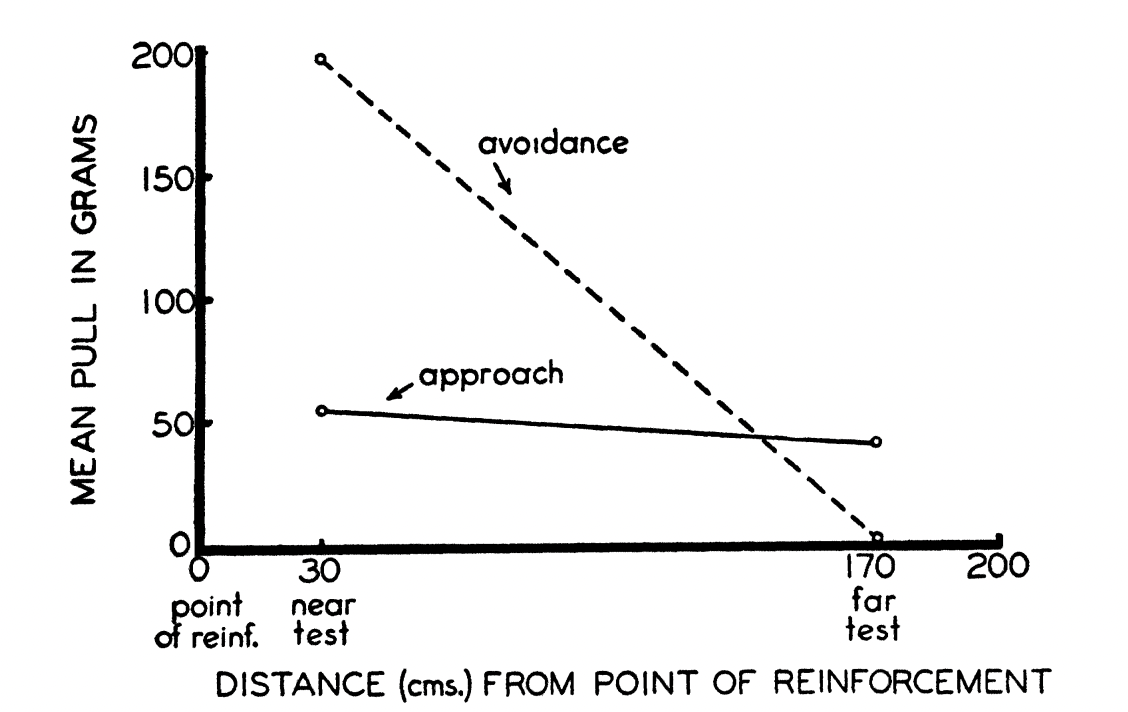 MEAN PULL IN GRAMS
200
150
100
50
0
avoidance
approach
0 30 170 200
point near far
of reinf. test test
DISTANCE (cms.) FROM POINT OF REINFORCEMENT